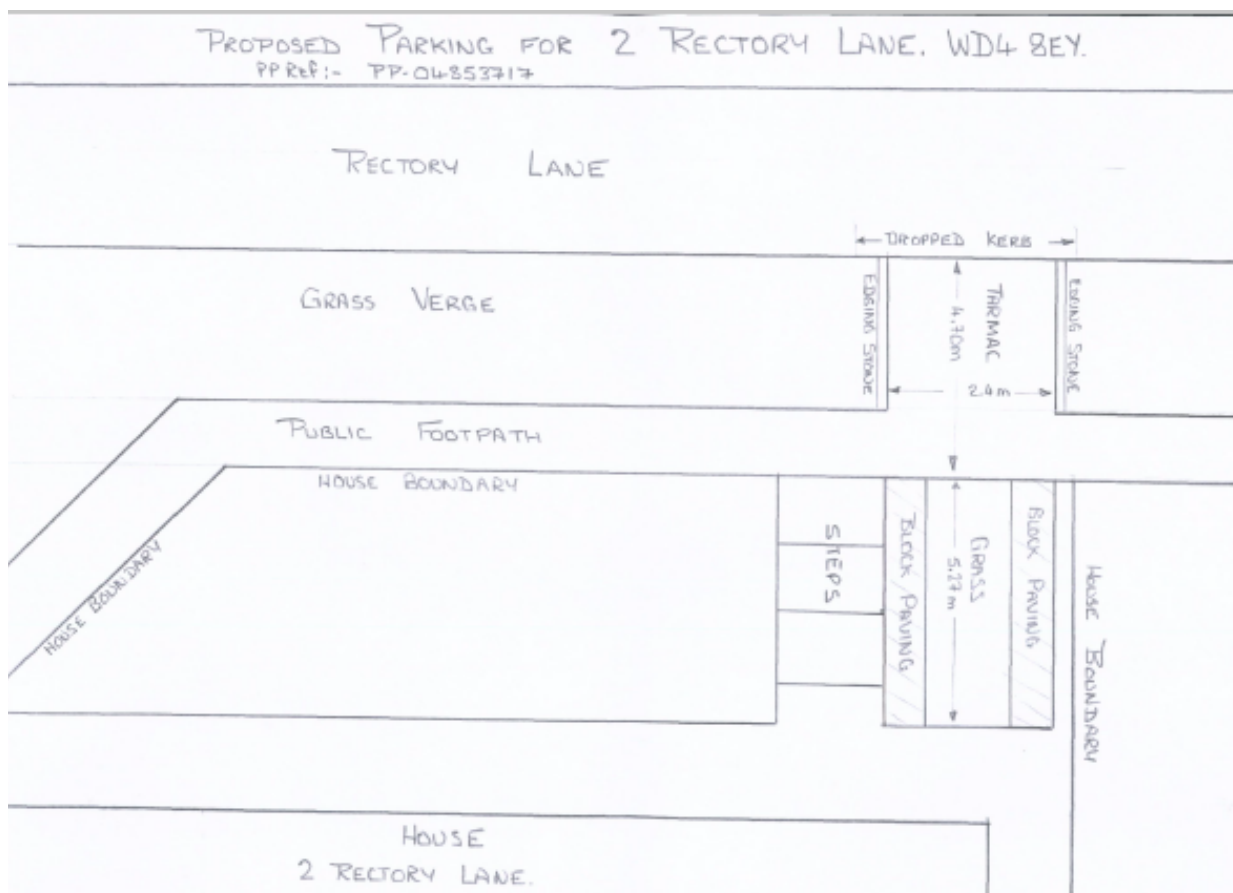 PROPOSED PARKING FOR 2 RECTORY LANE. WD4 8EY.
PP Ref:- PP-04853717
RECTORY LANE
DROPPED KERB
GRASS VERGE
EDGING STONE
4.70m
TARMAC
EDGING STONE
2.4m
PUBLIC FOOTPATH
HOUSE BOUNDARY
HOUSE BOUNDARY
STEPS
BLOCK PAVING
GRASS
5.27m
BLOCK PAVING
HOUSE BOUNDARY
HOUSE
2 RECTORY LANE.